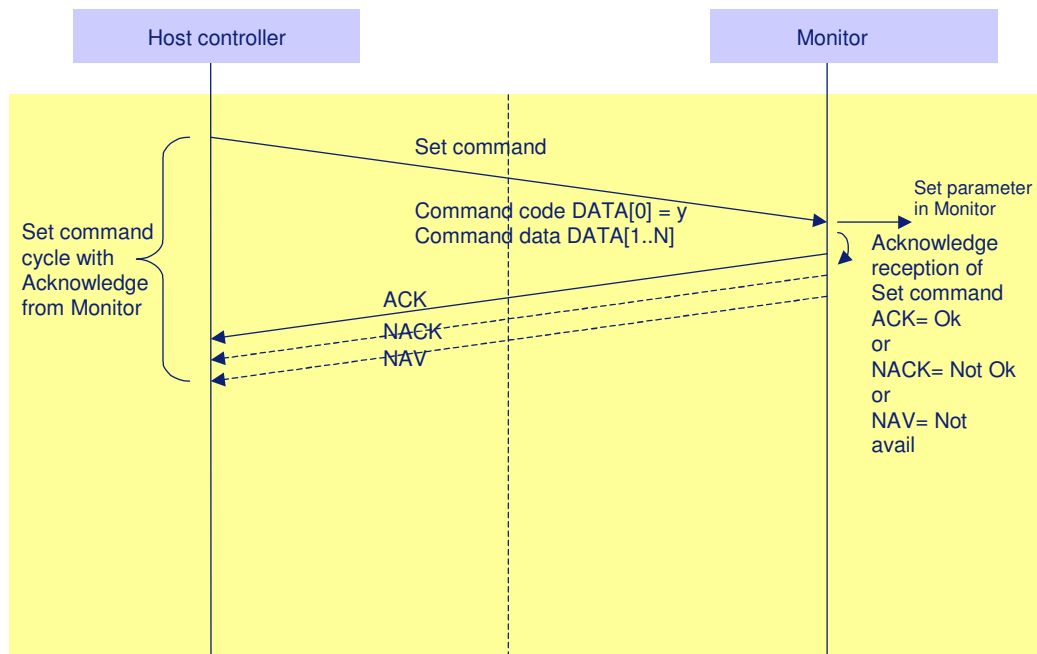 Host controller
Monitor
Set command
Set parameter
in Monitor
Command code DATA[0] = y
Command data DATA[1..N]
Set command
cycle with
Acknowledge
from Monitor
Acknowledge
reception of
Set command
ACK= Ok
or
NACK= Not Ok
or
NAV= Not
avail
ACK
NACK
NAV